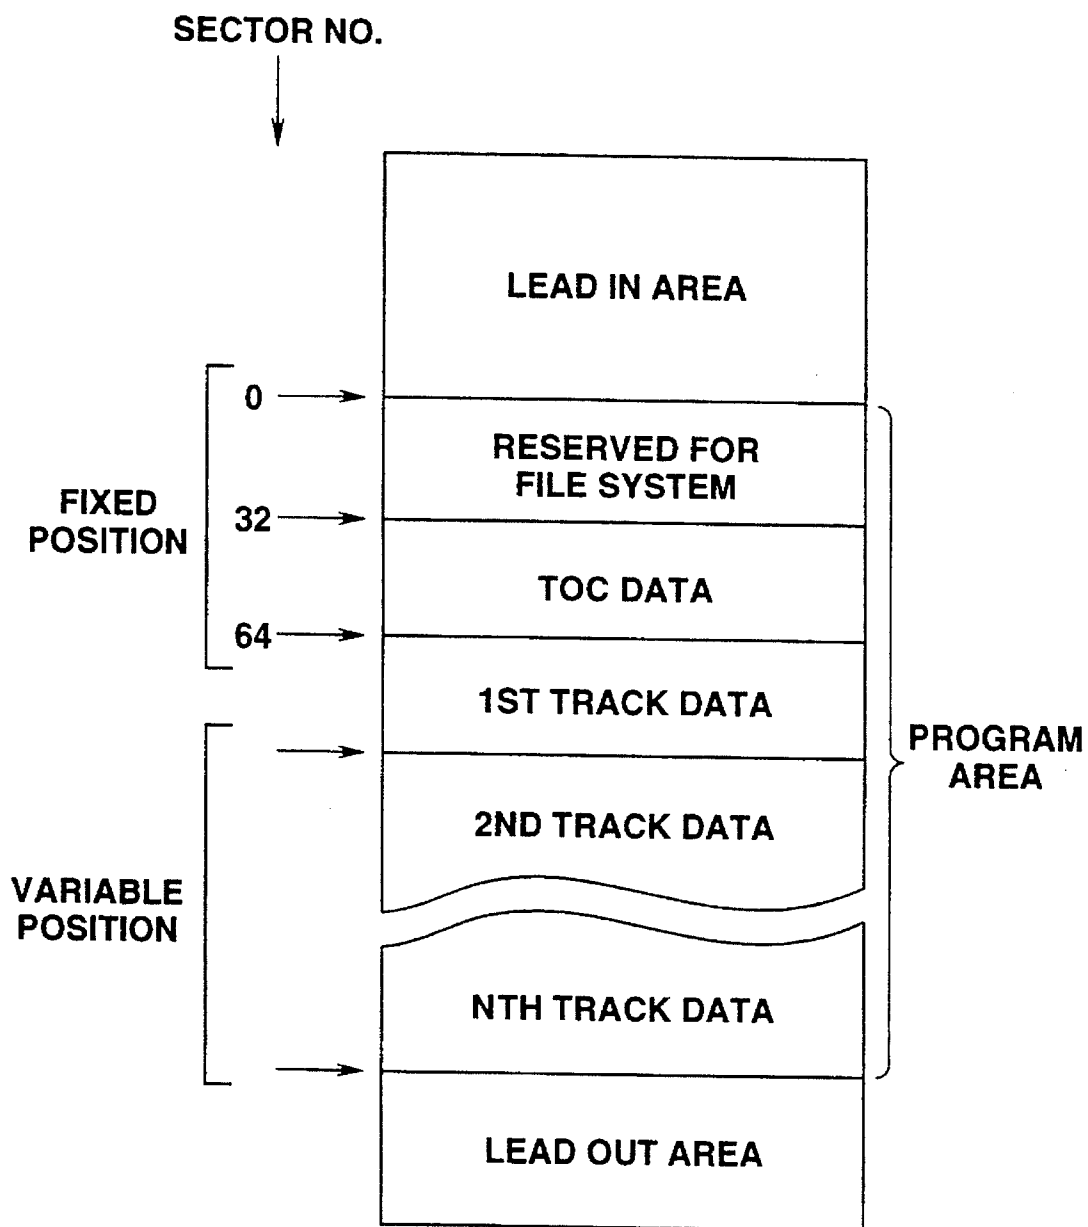 SECTOR NO.
LEAD IN AREA
0
RESERVED FOR
FILE SYSTEM
FIXED
POSITION
32
TOC DATA
64
1ST TRACK DATA
PROGRAM
AREA
2ND TRACK DATA
VARIABLE
POSITION
NTH TRACK DATA
LEAD OUT AREA